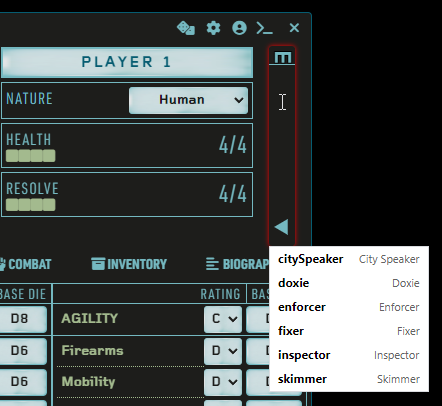 PLAYER 1
NATURE Human
HEALTH 4/4
RESOLVE 4/4
COMBAT INVENTORY BIOGRAP
BASE DIE RATING BAS
D8 AGILITY C
D6 Firearms D
D6 Mobility D
citySpeaker City Speaker
doxie Doxie
enforcer Enforcer
fixer Fixer
inspector Inspector
skimmer Skimmer